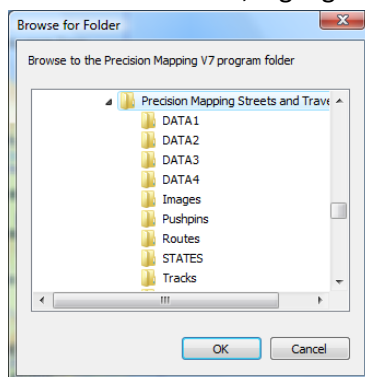 Browse for Folder
Browse to the Precision Mapping V7 program folder
Precision Mapping Streets and Trave
DATA1
DATA2
DATA3
DATA4
Images
Pushpins
Routes
STATES
Tracks
OK Cancel